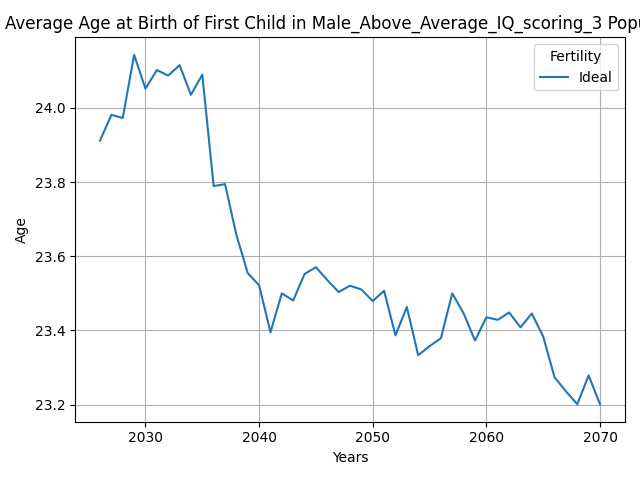 Average Age at Birth of First Child in Male_Above_Average_IQ_scoring_3
Fertility
Ideal
24.0
23.8
23.6
23.4
23.2
Age
2030 2040 2050 2060 2070
Years